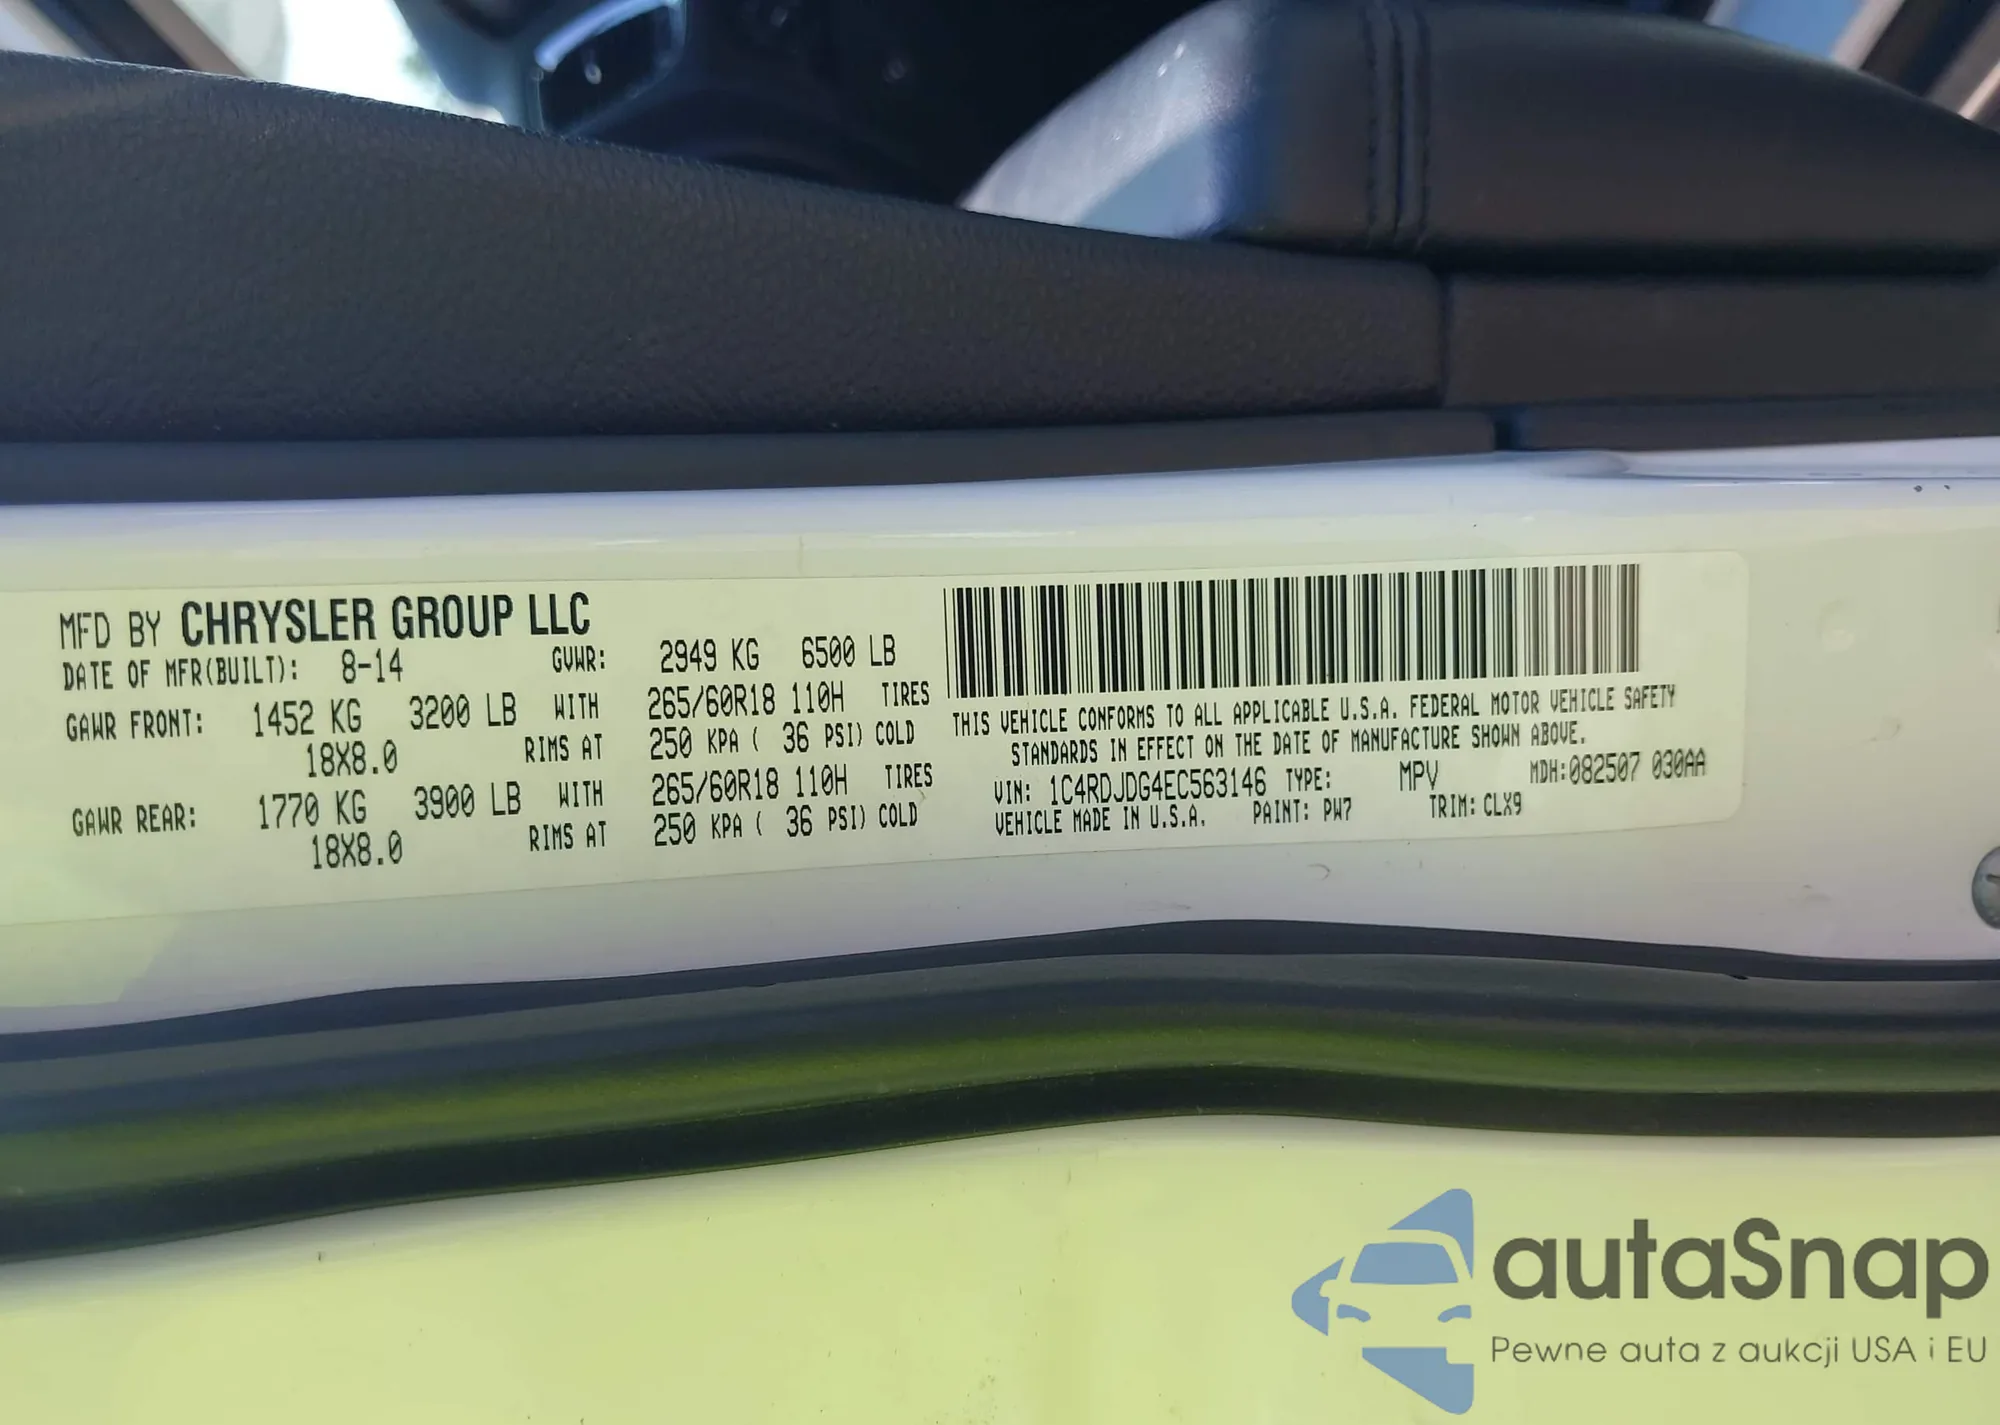 MFD BY CHRYSLER GROUP LLC
DATE OF MFR(BUILT): 8-14 GVWR: 2949 KG 6500 LB
GAWR FRONT: 1452 KG 3200 LB WITH 265/60R18 110H TIRES
18X8.0 RIMS AT 250 KPA ( 36 PSI) COLD
GAWR REAR: 1770 KG 3900 LB WITH 265/60R18 110H TIRES
18X8.0 RIMS AT 250 KPA ( 36 PSI) COLD
THIS VEHICLE CONFORMS TO ALL APPLICABLE U.S.A. FEDERAL MOTOR VEHICLE SAFETY
STANDARDS IN EFFECT ON THE DATE OF MANUFACTURE SHOWN ABOVE.
VIN: 1C4RDJDG4EC563146 TYPE: MPV MDH:082507 030AA
VEHICLE MADE IN U.S.A. PAINT: PW7 TRIM: CLX9
autaSnap
Pewne auta z aukcji USA i EU